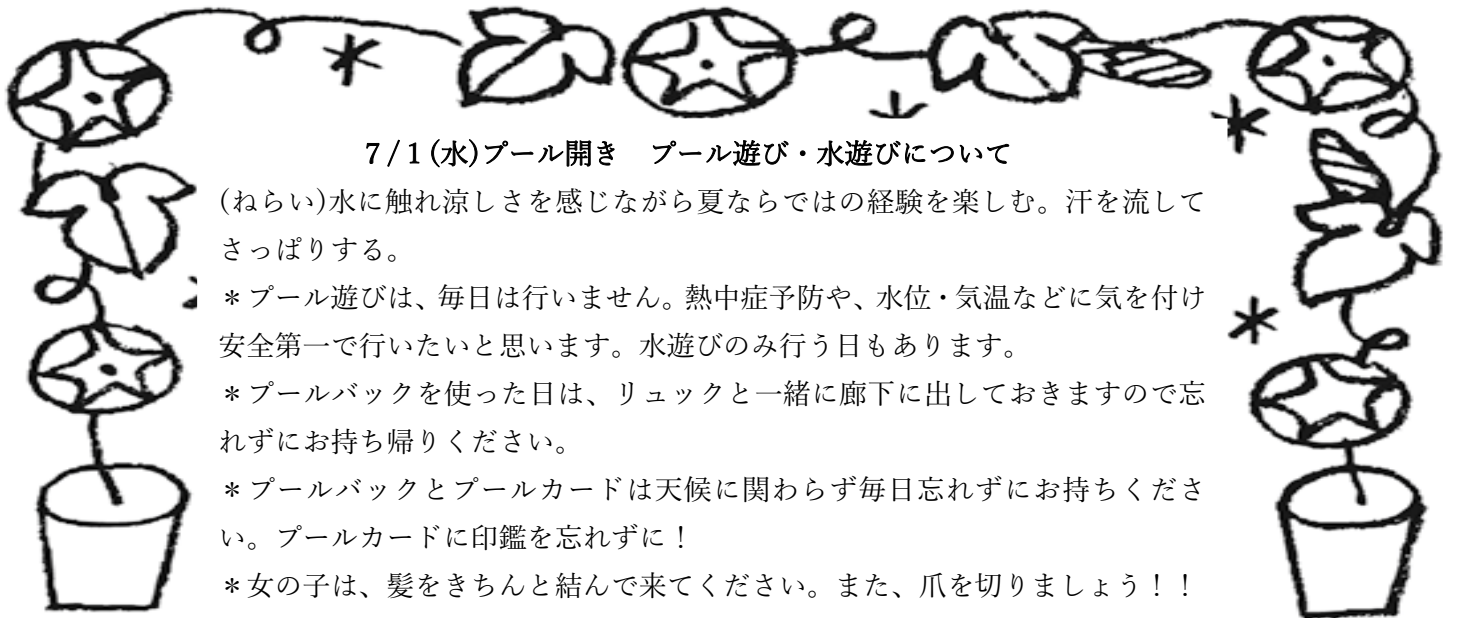 ７/１(水)プール開き　プール遊び・水遊びについて
(ねらい)水に触れ涼しさを感じながら夏ならではの経験を楽しむ。汗を流して
さっぱりする。
＊プール遊びは、毎日は行いません。熱中症予防や、水位・気温などに気を付け
安全第一で行いたいと思います。水遊びのみ行う日もあります。
＊プールバックを使った日は、リュックと一緒に廊下に出しておきますので忘
れずにお持ち帰りください。
＊プールバックとプールカードは天候に関わらず毎日忘れずにお持ちくださ
い。プールカードに印鑑を忘れずに！
＊女の子は、髪をきちんと結んで来てください。また、爪を切りましょう！！